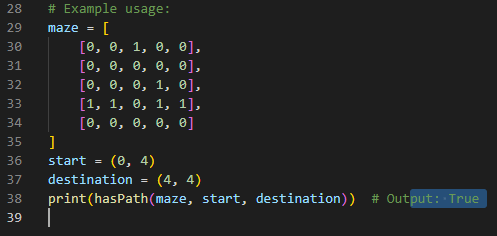 28 # Example usage:
29 maze = [
30     [0, 0, 1, 0, 0],
31     [0, 0, 0, 0, 0],
32     [0, 0, 0, 1, 0],
33     [1, 1, 0, 1, 1],
34     [0, 0, 0, 0, 0]
35 ]
36 start = (0, 4)
37 destination = (4, 4)
38 print(hasPath(maze, start, destination))  # Output: True
39